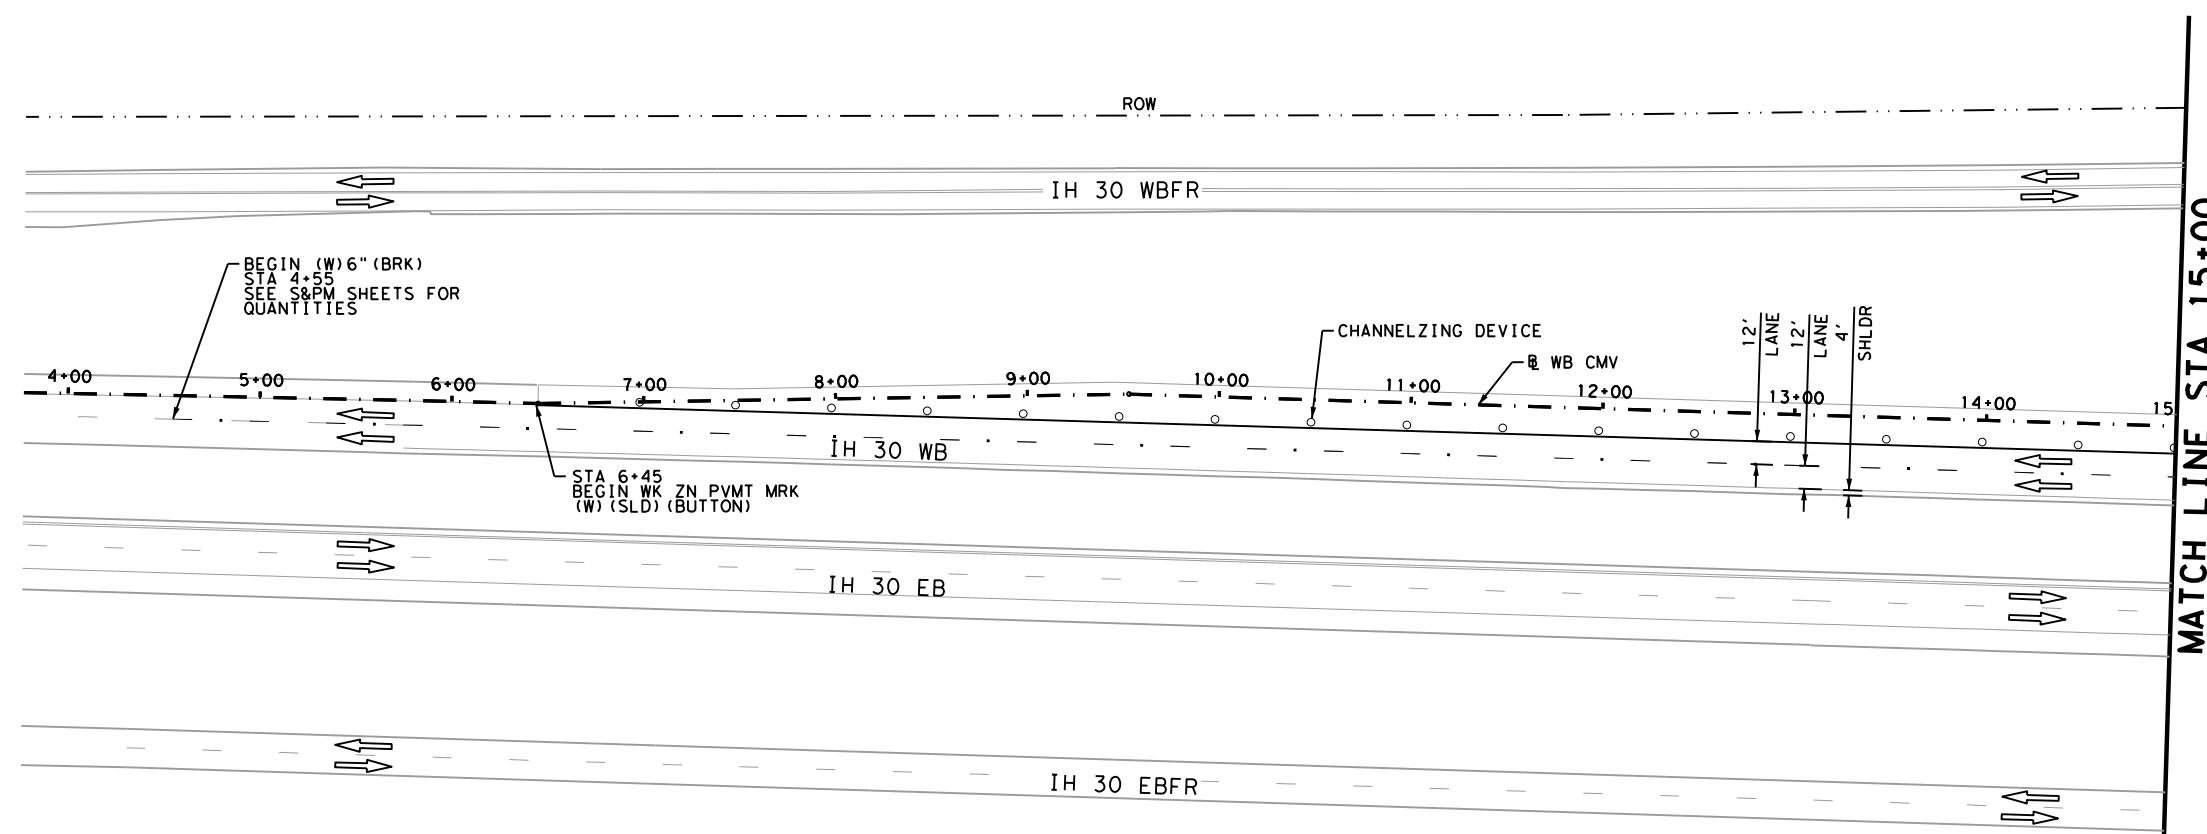 ROW
IH 30 WBFR
BEGIN (W)6"(BRK)
STA 4+55
SEE S&PM SHEETS FOR
QUANTITIES
CHANNELZING DEVICE
BL WB CMV
12'
LANE
12'
LANE
4'
SHLDR
4+00
5+00
6+00
7+00
8+00
9+00
10+00
11+00
12+00
13+00
14+00
15
IH 30 WB
STA 6+45
BEGIN WK ZN PVMT MRK
(W)(SLD)(BUTTON)
IH 30 EB
IH 30 EBFR
MATCH LINE STA 15+00